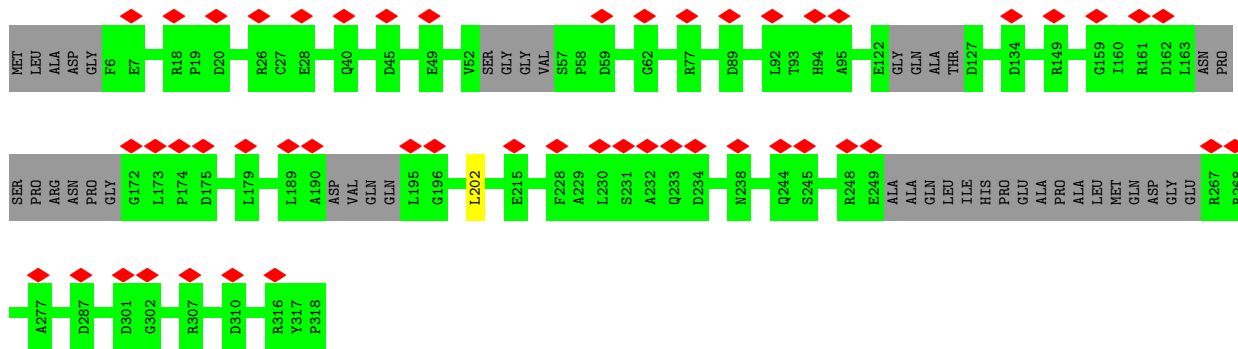 MET LEU ALA ASP GLY F6 E7 R18 P19 D20 R26 C27 E28 Q40 D45 E49 V52 SER GLY GLY VAL S57 P58 D59 G62 R77 D89 L92 T93 H94 A95 E122 GLY GLN ALA THR D127 D134 R149 G159 I160 R161 D162 L163 ASN PRO
SER PRO ARG ASN PRO GLY G172 L173 P174 D175 L179 L189 A190 ASP VAL GLN GLN L195 G196 L202 E215 F228 A229 L230 S231 A232 Q233 D234 N238 Q244 S245 R248 E249 ALA ALA GLN LEU ILE HIS PRO GLU ALA PRO ALA LEU MET GLN ASP GLY GLU R267
A277 D287 D301 G302 R307 D310 R316 Y317 P318